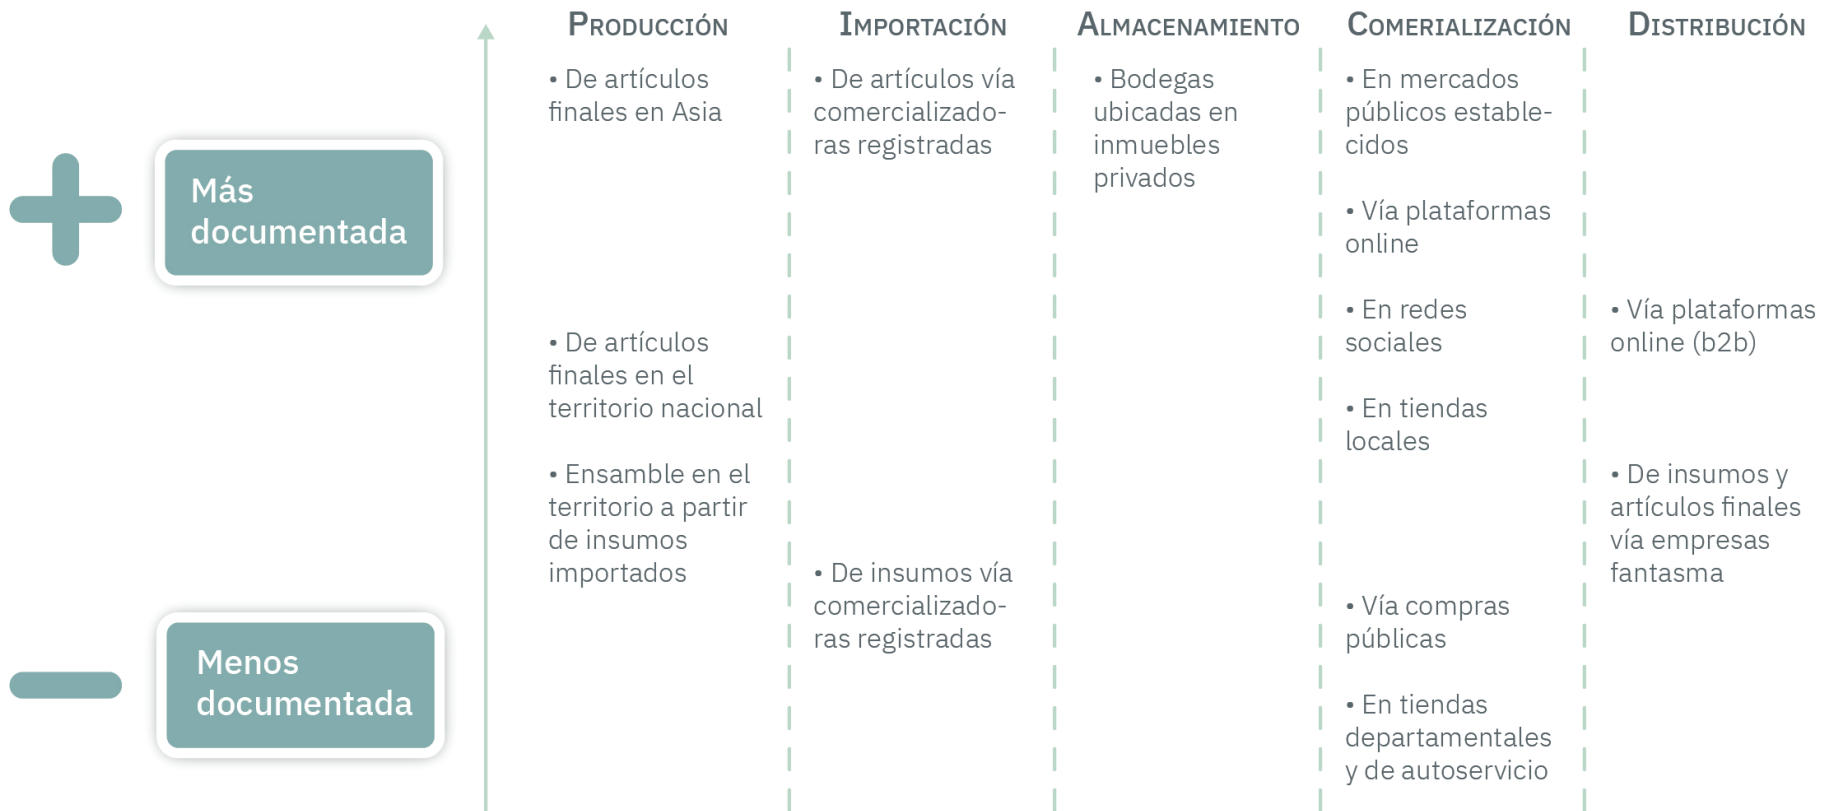 PRODUCCIÓN
• De artículos
finales en Asia
• De artículos
finales en el
territorio nacional
• Ensamble en el
territorio a partir
de insumos
importados
IMPORTACIÓN
• De artículos vía
comercializado-
ras registradas
• De insumos vía
comercializado-
ras registradas
ALMACENAMIENTO
• Bodegas
ubicadas en
inmuebles
privados
COMERIALIZACIÓN
• En mercados
públicos estable-
cidos
• Vía plataformas
online
• En redes
sociales
• En tiendas
locales
• Vía compras
públicas
• En tiendas
departamentales
y de autoservicio
DISTRIBUCIÓN
• Vía plataformas
online (b2b)
• De insumos y
artículos finales
vía empresas
fantasma
Más
documentada
Menos
documentada